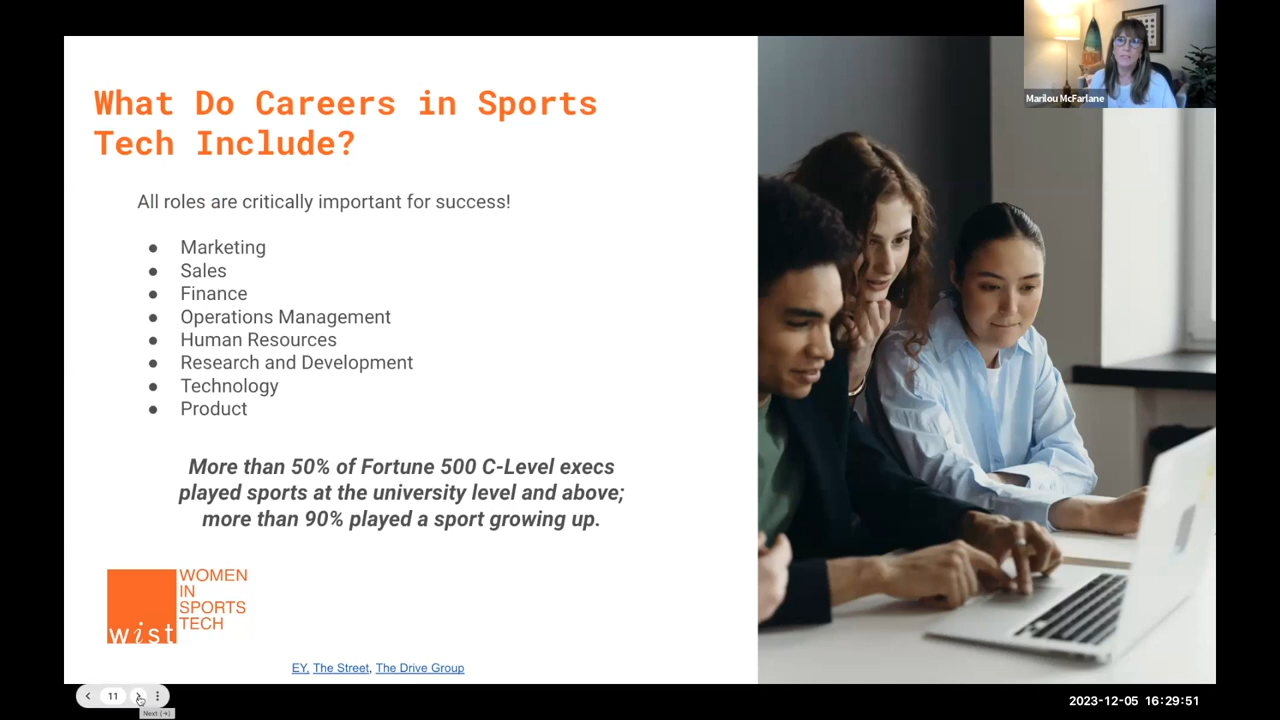 Marilou McFarlane
What Do Careers in Sports
Tech Include?
All roles are critically important for success!
● Marketing
● Sales
● Finance
● Operations Management
● Human Resources
● Research and Development
● Technology
● Product
More than 50% of Fortune 500 C-Level execs
played sports at the university level and above;
more than 90% played a sport growing up.
WOMEN
IN
SPORTS
TECH
wist
EY, The Street, The Drive Group
11
Next (→)
2023-12-05 16:29:51